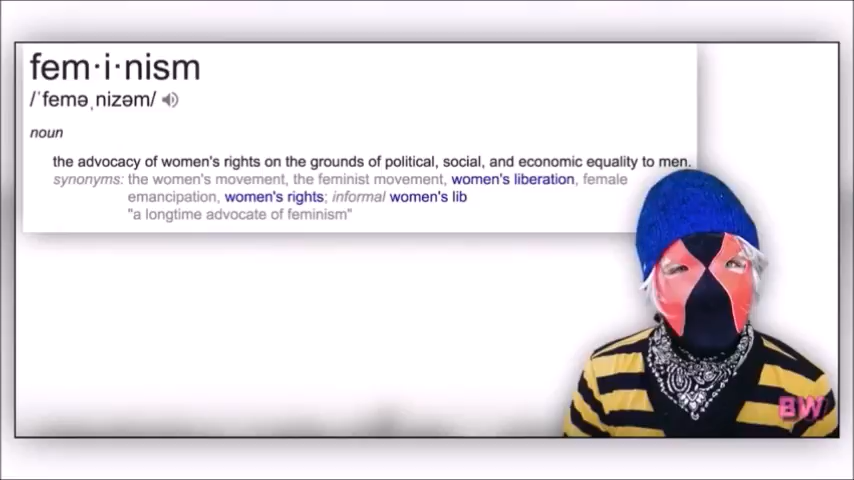 fem·i·nism
/ˈfeməˌnizəm/
noun
the advocacy of women's rights on the grounds of political, social, and economic equality to men.
synonyms: the women's movement, the feminist movement, women's liberation, female
emancipation, women's rights; informal women's lib
"a longtime advocate of feminism"
BW